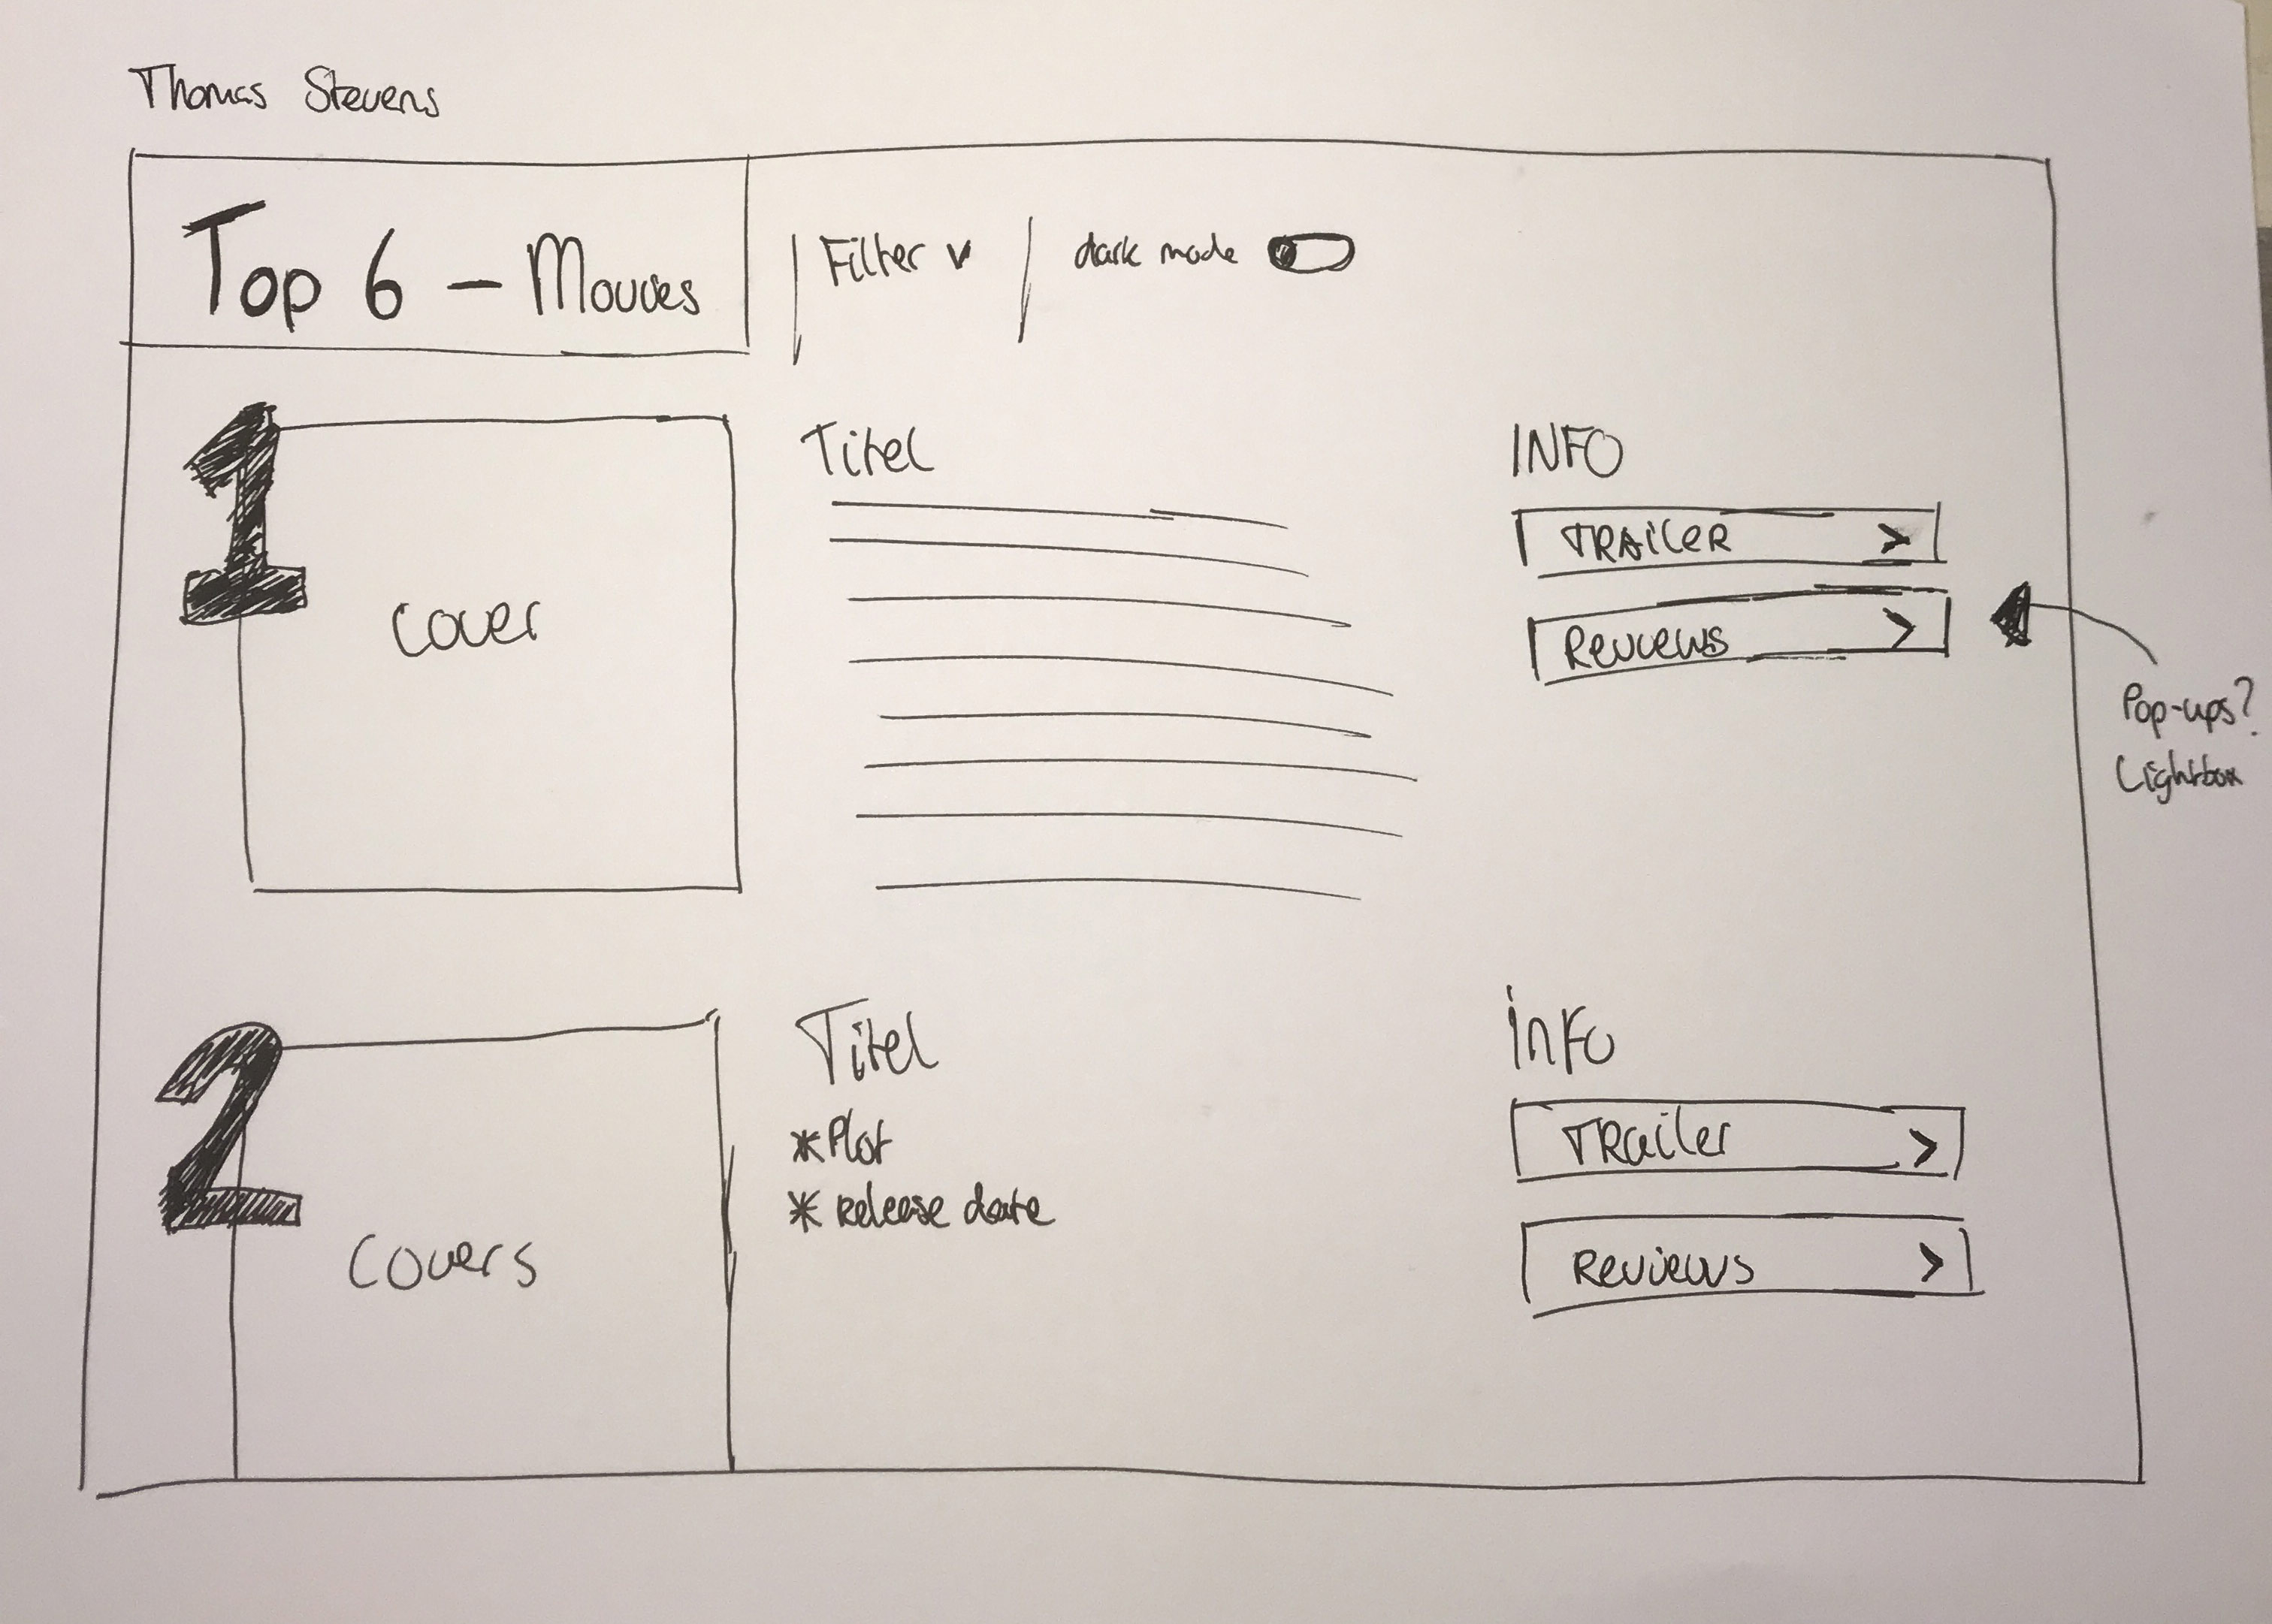 Thomas Stevens
Top 6 – Movies
Filter v
dark mode
1
Cover
Titel
INFO
TRAILER >
Reviews >
Pop-ups?
Lightbox
2
Covers
Titel
* Plot
* release date
info
TRailer >
Reviews >